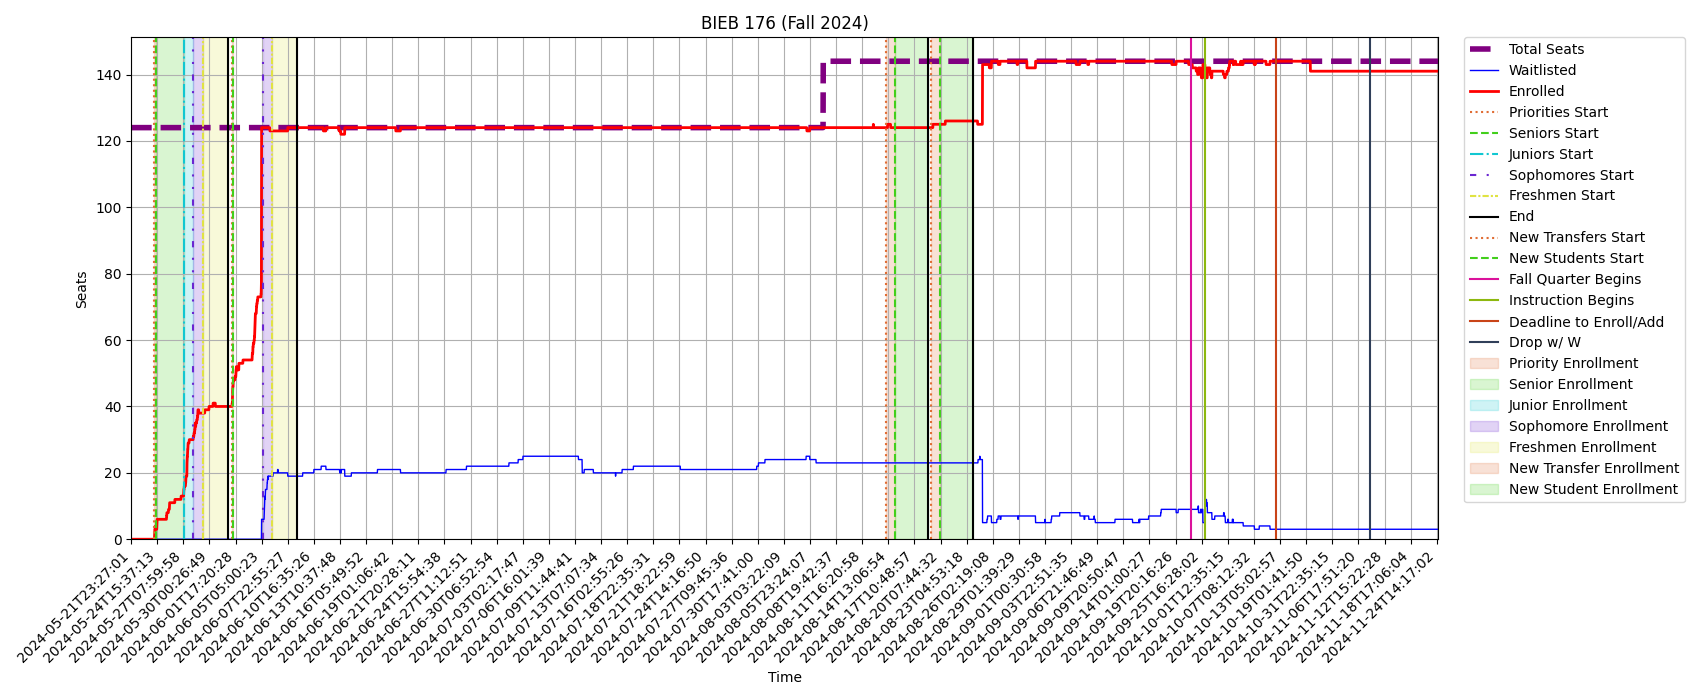 BIEB 176 (Fall 2024)
Seats
140
120
100
80
60
40
20
0
2024-05-21T23:27:01
2024-05-24T15:37:13
2024-05-27T07:59:58
2024-05-30T00:26:49
2024-06-01T17:20:28
2024-06-05T05:00:23
2024-06-07T22:55:27
2024-06-10T16:35:26
2024-06-13T10:37:48
2024-06-16T05:49:52
2024-06-19T01:06:42
2024-06-21T20:28:11
2024-06-24T15:54:38
2024-06-27T11:12:51
2024-06-30T06:52:54
2024-07-03T02:17:47
2024-07-06T16:01:39
2024-07-09T11:44:41
2024-07-13T07:07:34
2024-07-16T02:55:26
2024-07-18T22:35:31
2024-07-21T18:22:59
2024-07-24T14:16:50
2024-07-27T09:45:36
2024-07-30T17:41:00
2024-08-03T03:22:09
2024-08-05T23:24:07
2024-08-08T19:42:37
2024-08-11T16:20:58
2024-08-14T13:06:54
2024-08-17T10:48:57
2024-08-20T07:44:32
2024-08-23T04:53:18
2024-08-26T02:19:08
2024-08-29T01:39:29
2024-09-01T00:30:58
2024-09-03T22:51:35
2024-09-06T21:46:49
2024-09-09T20:50:47
2024-09-14T01:00:27
2024-09-19T20:16:26
2024-09-25T16:28:02
2024-10-01T12:35:15
2024-10-07T08:12:32
2024-10-13T05:02:57
2024-10-19T01:41:50
2024-10-31T22:35:15
2024-11-06T17:51:20
2024-11-12T15:22:28
2024-11-18T17:06:04
2024-11-24T14:17:02
Time
Total Seats
Waitlisted
Enrolled
Priorities Start
Seniors Start
Juniors Start
Sophomores Start
Freshmen Start
End
New Transfers Start
New Students Start
Fall Quarter Begins
Instruction Begins
Deadline to Enroll/Add
Drop w/ W
Priority Enrollment
Senior Enrollment
Junior Enrollment
Sophomore Enrollment
Freshmen Enrollment
New Transfer Enrollment
New Student Enrollment